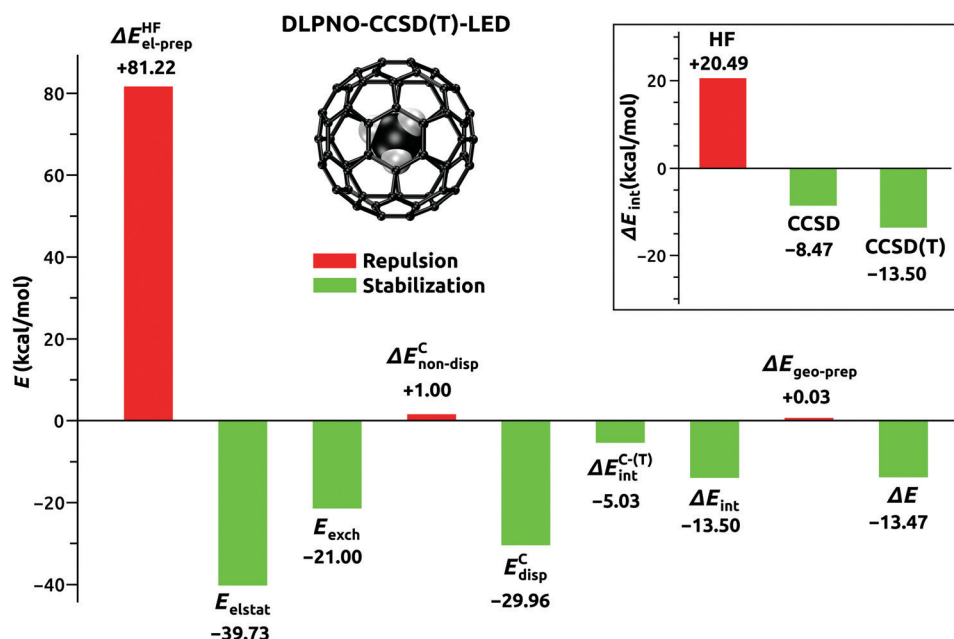 DLPNO-CCSD(T)-LED
ΔE^HF_el-prep
+81.22
E (kcal/mol)
80
60
40
20
0
−20
−40
Repulsion
Stabilization
E_elstat
−39.73
E_exch
−21.00
ΔE^C_non-disp
+1.00
E^C_disp
−29.96
ΔE^C-(T)_int
−5.03
ΔE_int
−13.50
ΔE_geo-prep
+0.03
ΔE
−13.47
ΔE_int(kcal/mol)
20
0
−20
HF
+20.49
CCSD
−8.47
CCSD(T)
−13.50